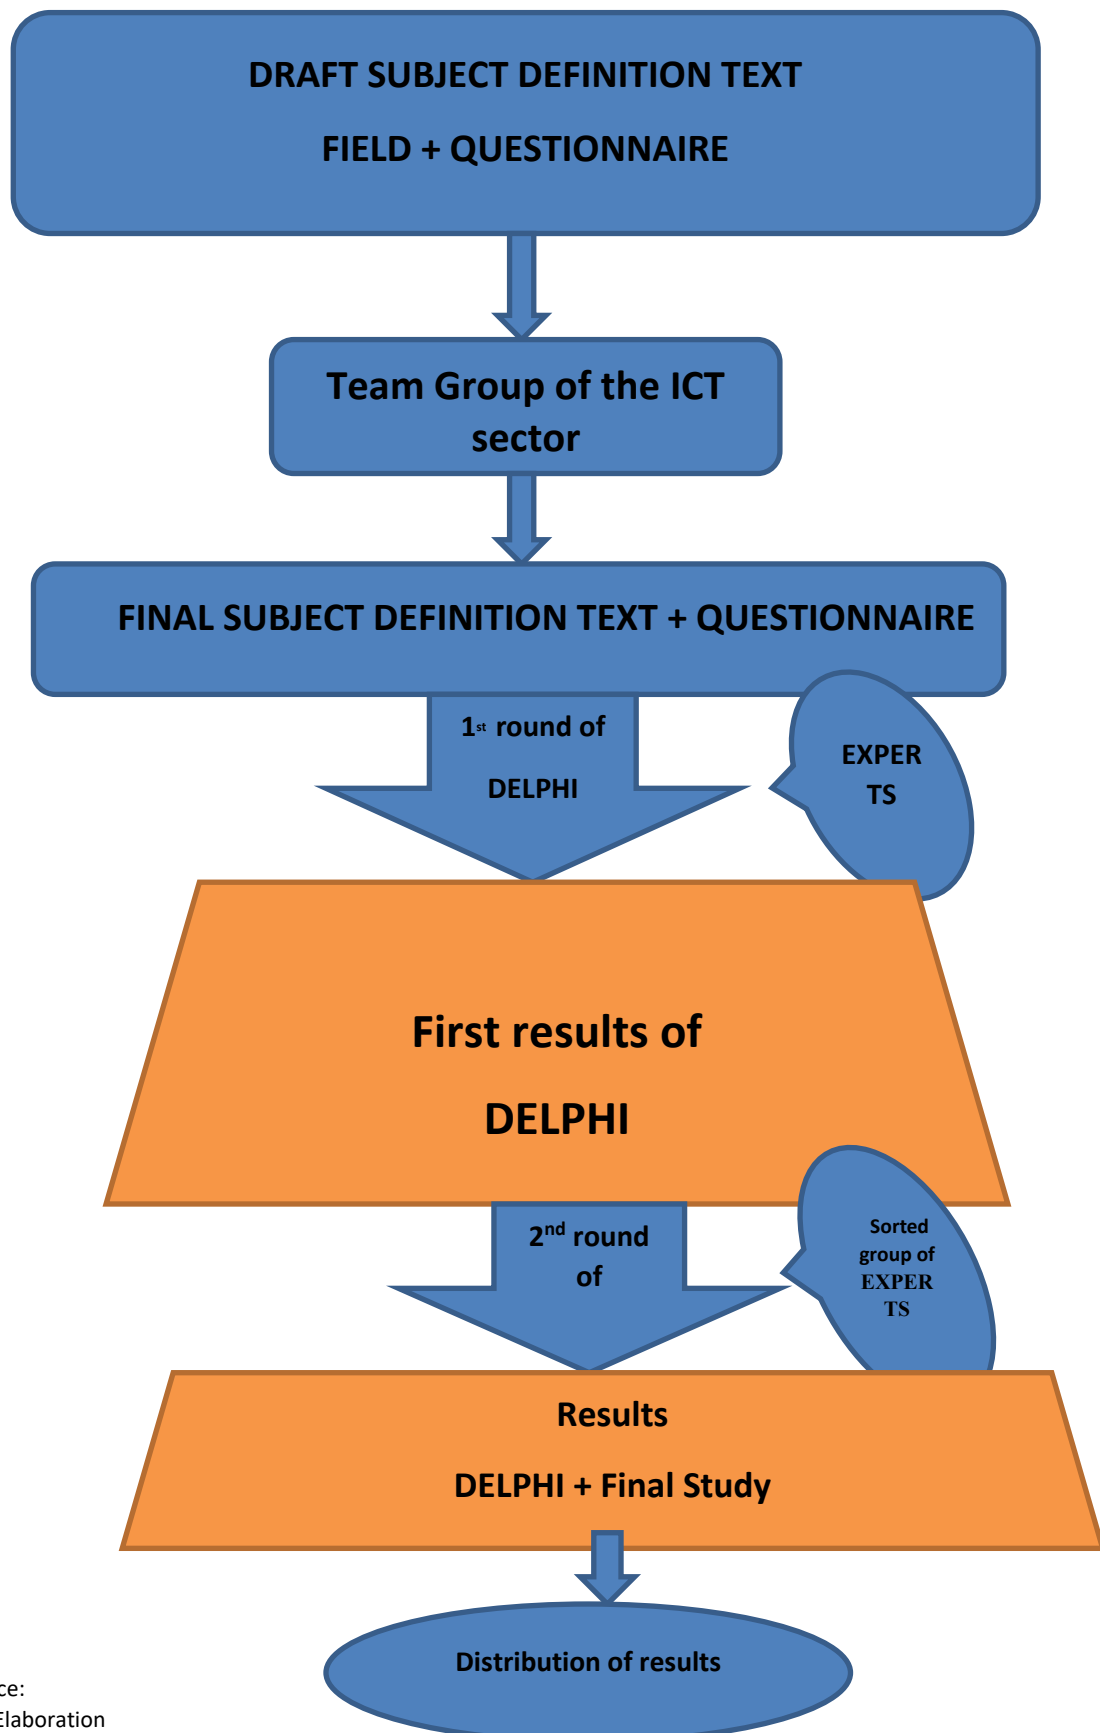 DRAFT SUBJECT DEFINITION TEXT
FIELD + QUESTIONNAIRE
Team Group of the ICT
sector
FINAL SUBJECT DEFINITION TEXT + QUESTIONNAIRE
1st round of
DELPHI
EXPER
TS
First results of
DELPHI
2nd round
of
Sorted
group of
EXPER
TS
Results
DELPHI + Final Study
Distribution of results
ce:
Elaboration